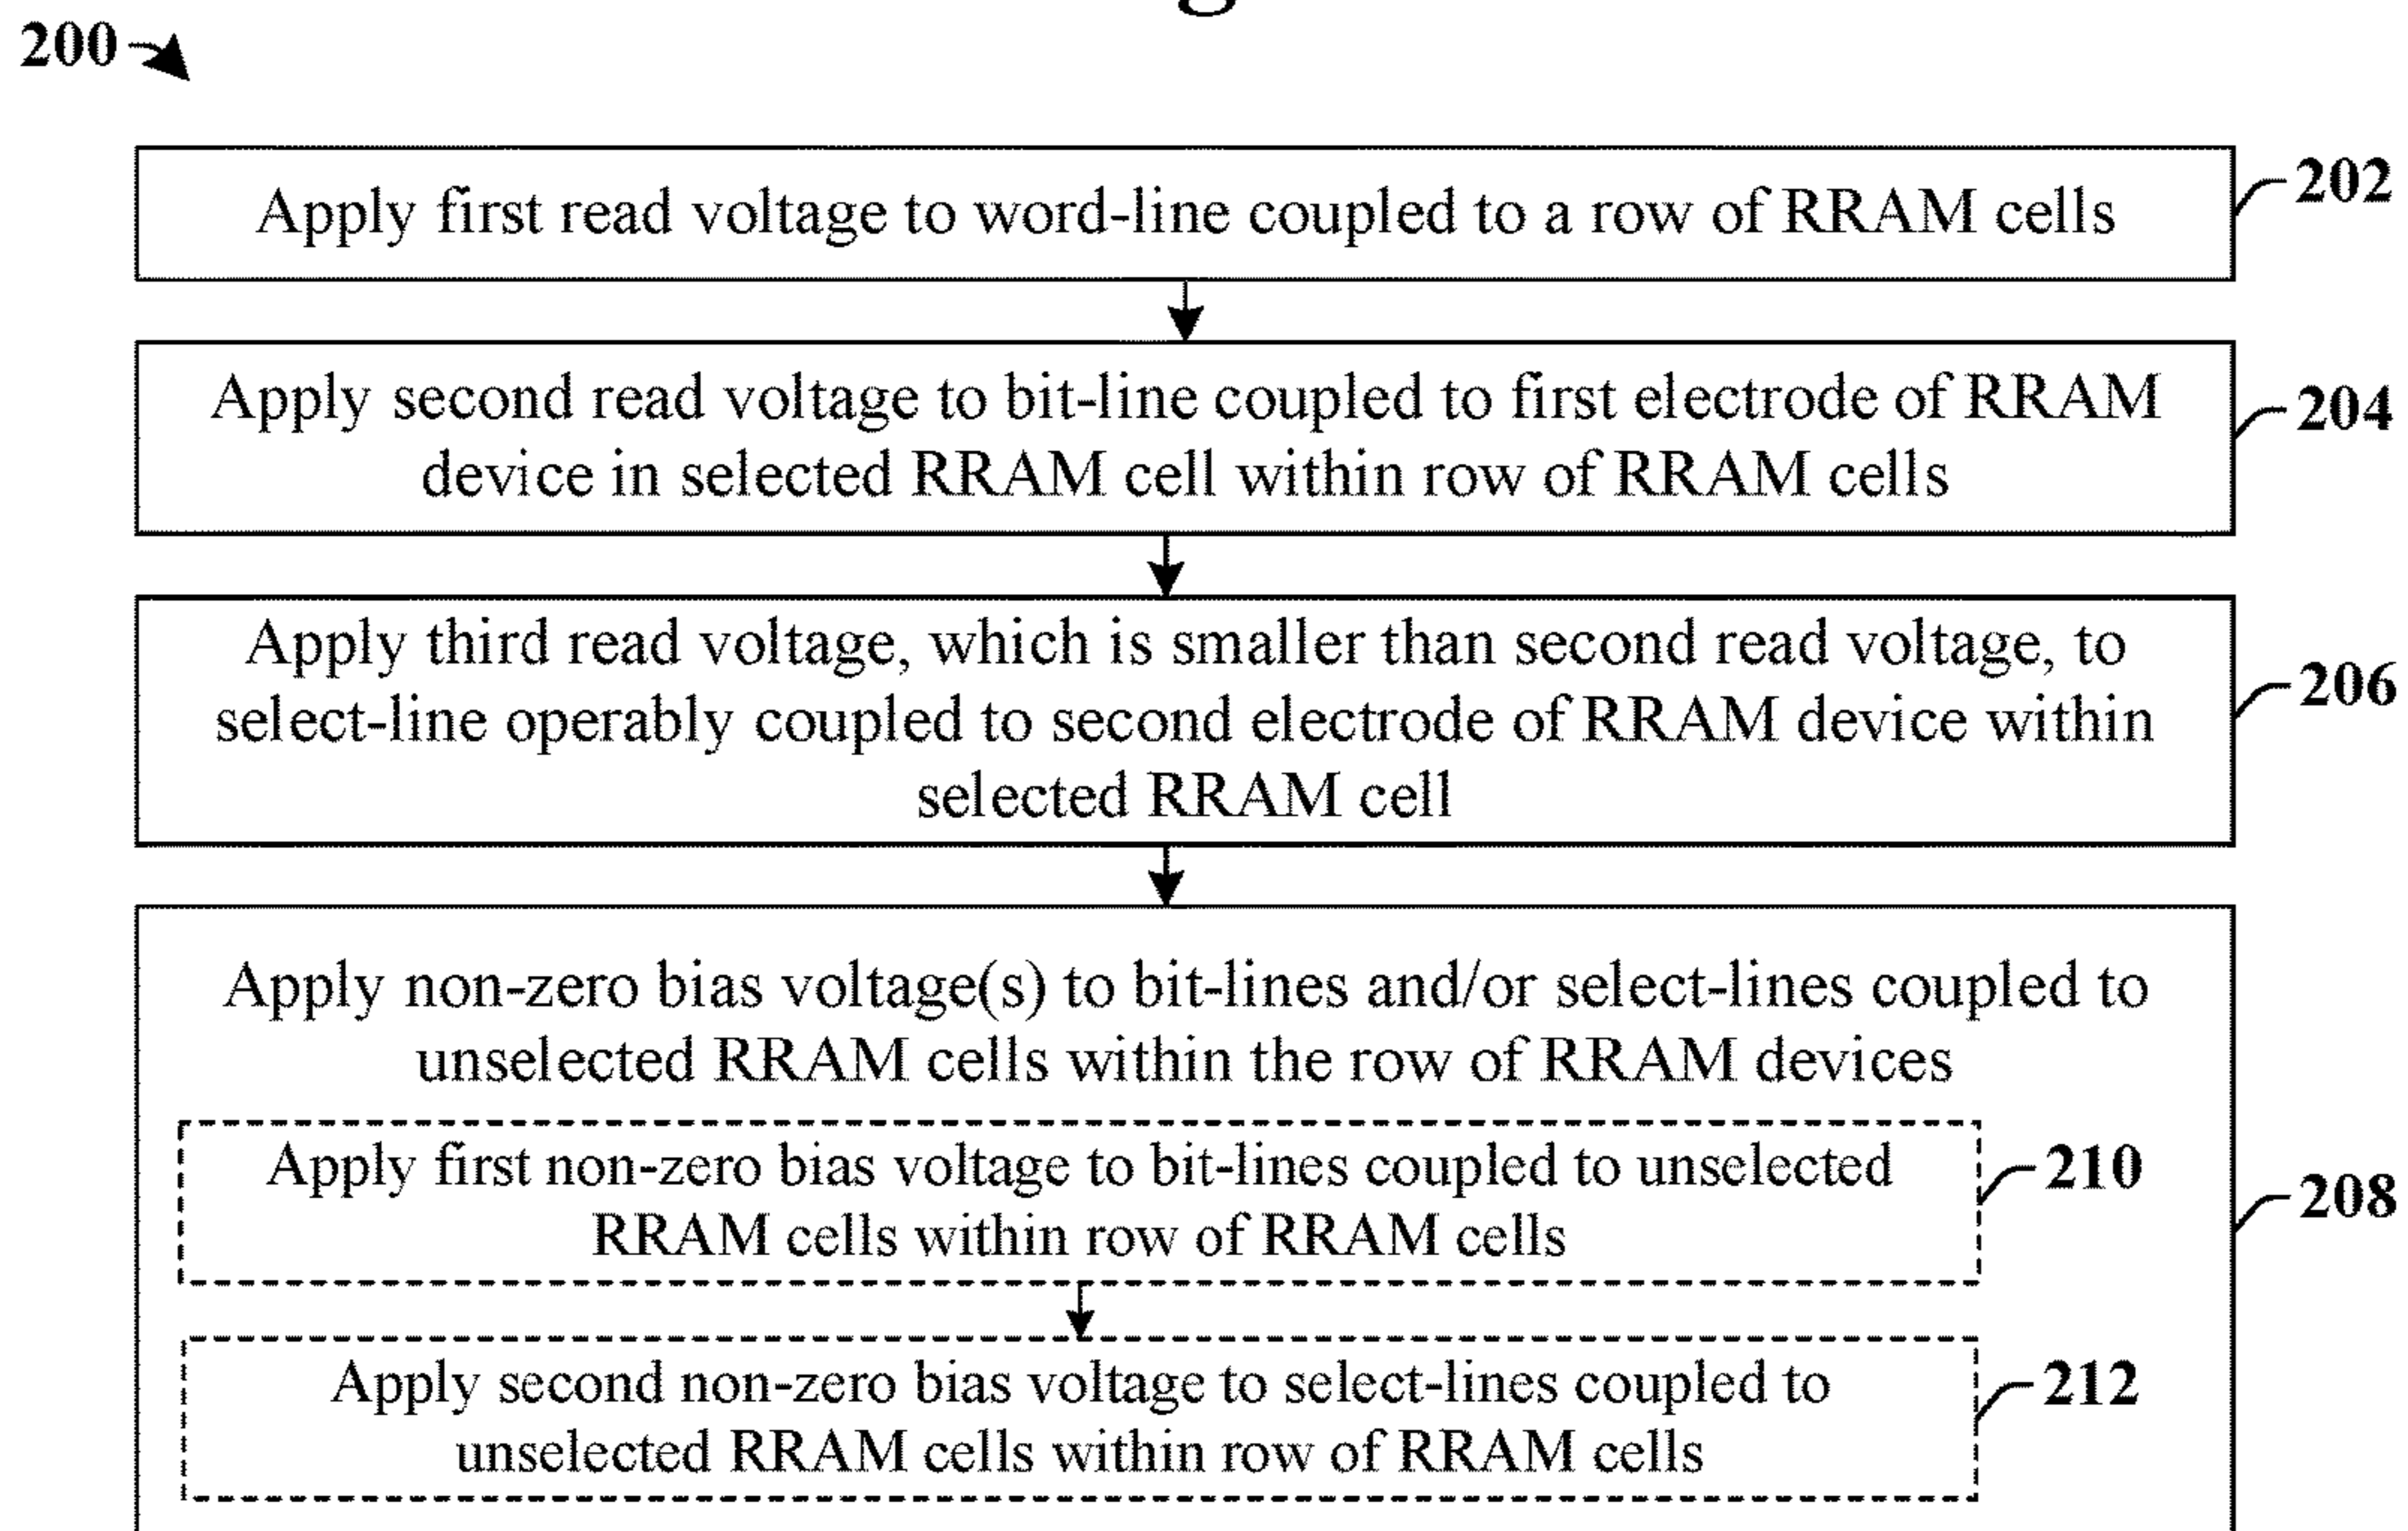 200
Apply first read voltage to word-line coupled to a row of RRAM cells
202
Apply second read voltage to bit-line coupled to first electrode of RRAM
device in selected RRAM cell within row of RRAM cells
204
Apply third read voltage, which is smaller than second read voltage, to
select-line operably coupled to second electrode of RRAM device within
selected RRAM cell
206
Apply non-zero bias voltage(s) to bit-lines and/or select-lines coupled to
unselected RRAM cells within the row of RRAM devices
Apply first non-zero bias voltage to bit-lines coupled to unselected
RRAM cells within row of RRAM cells
210
208
Apply second non-zero bias voltage to select-lines coupled to
unselected RRAM cells within row of RRAM cells
212